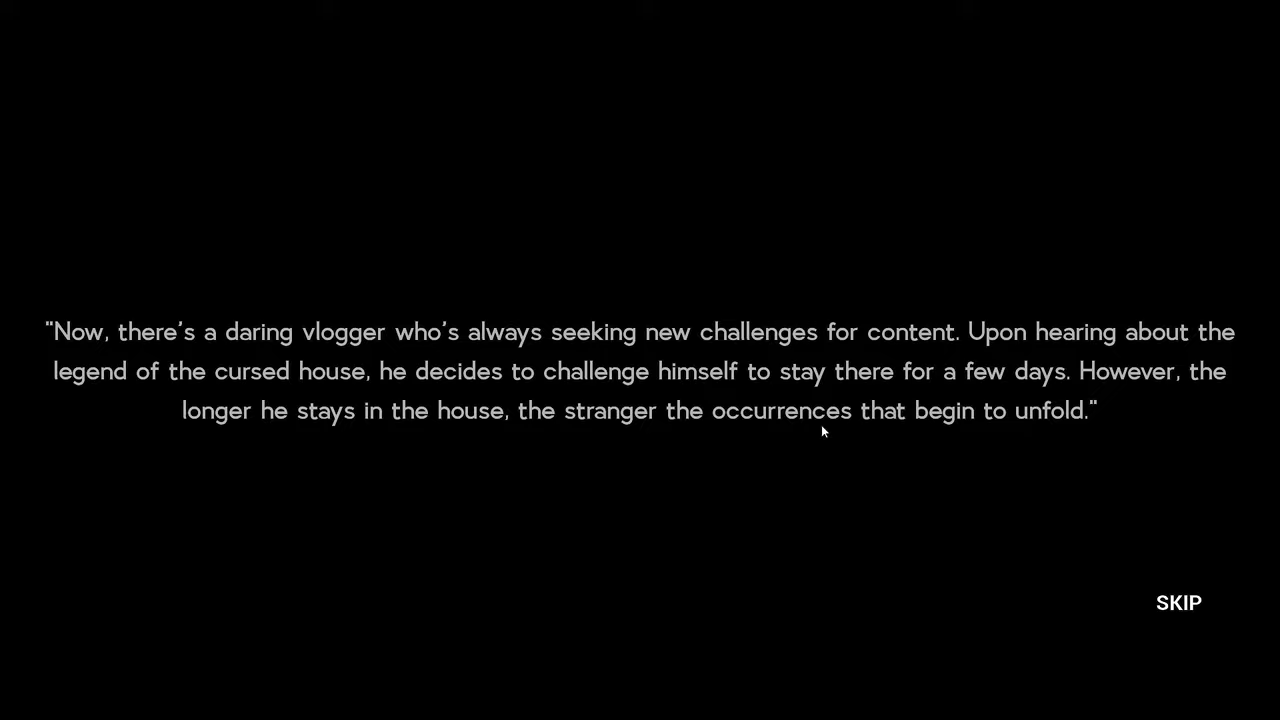 "Now, there's a daring vlogger who's always seeking new challenges for content. Upon hearing about the
legend of the cursed house, he decides to challenge himself to stay there for a few days. However, the
longer he stays in the house, the stranger the occurrences that begin to unfold."
SKIP